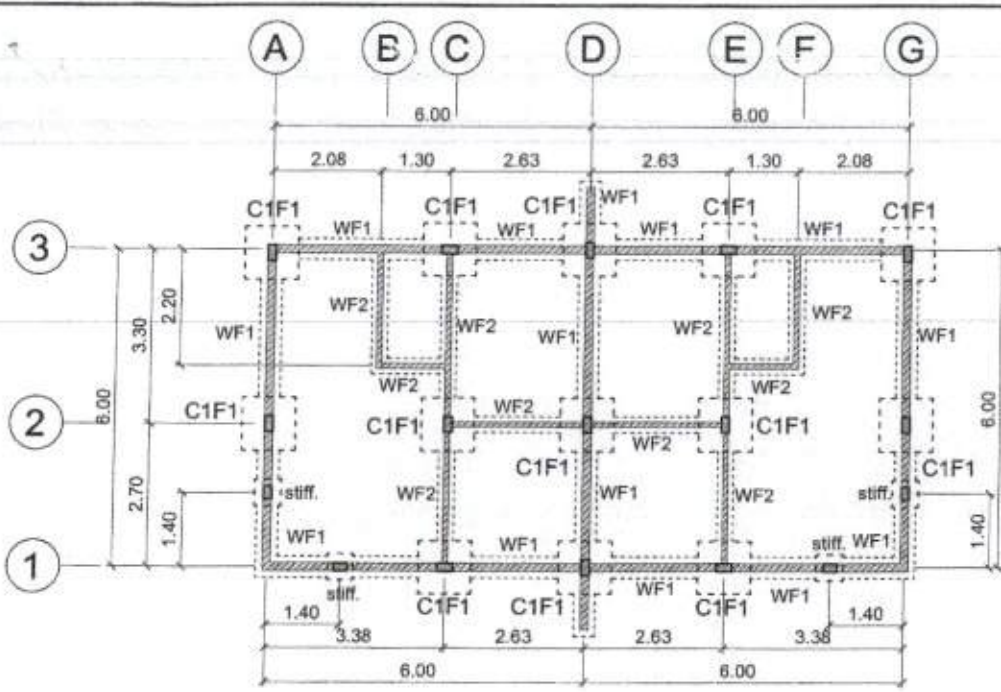 A B C D E F G
6.00 6.00
2.08 1.30 2.63 2.63 1.30 2.08
C1F1 C1F1 C1F1 WF1 C1F1 C1F1
WF1 WF1 WF1 WF1
3
2.20
3.30
WF2 WF2 WF2 WF2
WF1 WF1 WF1
6.00 6.00
WF2 WF2
C1F1 WF2
2 C1F1 C1F1
WF2
C1F1 C1F1
2.70
stiff. WF2 WF1 WF2 stiff.
1.40 1.40
WF1 WF1 stiff. WF1
1
stiff. C1F1 C1F1 WF1 C1F1 WF1
1.40 1.40
3.38 2.63 2.63 3.38
6.00 6.00